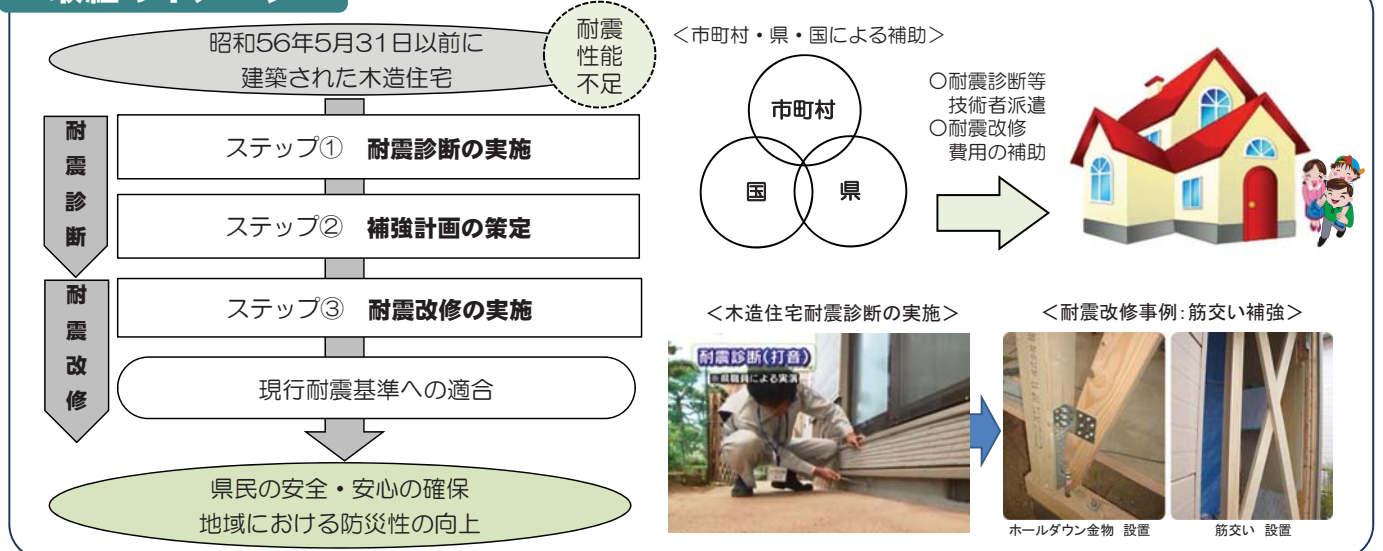 昭和56年5月31日以前に
建築された木造住宅
耐震
性能
不足
耐震診断
ステップ① 耐震診断の実施
ステップ② 補強計画の策定
耐震改修
ステップ③ 耐震改修の実施
現行耐震基準への適合
県民の安全・安心の確保
地域における防災性の向上
＜市町村・県・国による補助＞
市町村
国
県
○耐震診断等
技術者派遣
○耐震改修
費用の補助
＜木造住宅耐震診断の実施＞
耐震診断(打音)
※県職員による実演
＜耐震改修事例:筋交い補強＞
ホールダウン金物 設置
筋交い 設置